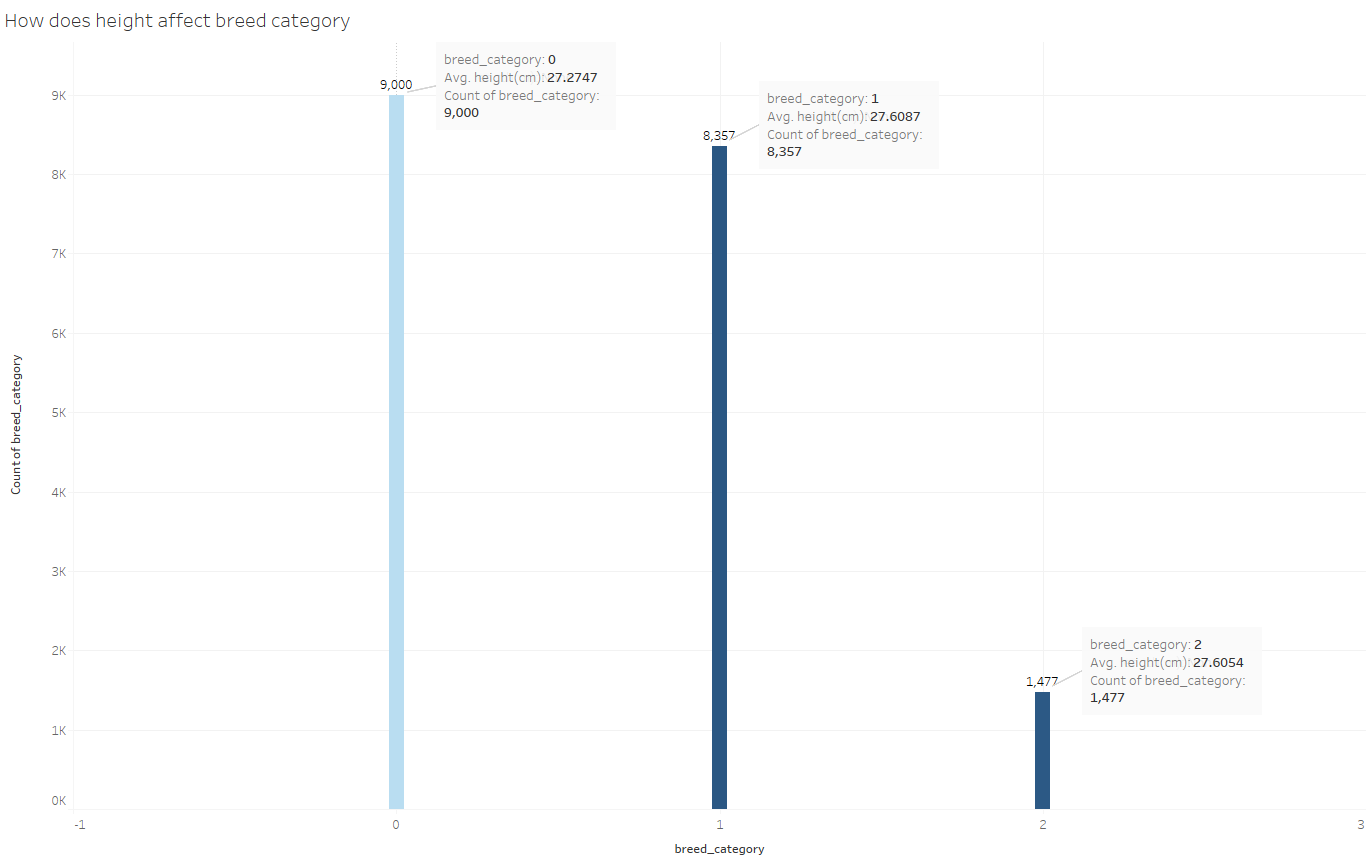 How does height affect breed category
breed_category: 0
Avg. height(cm): 27.2747
Count of breed_category:
9,000
9,000
breed_category: 1
Avg. height(cm): 27.6087
Count of breed_category:
8,357
8,357
breed_category: 2
Avg. height(cm): 27.6054
Count of breed_category:
1,477
1,477
9K
8K
7K
6K
5K
4K
3K
2K
1K
0K
Count of breed_category
-1
0
1
2
3
breed_category